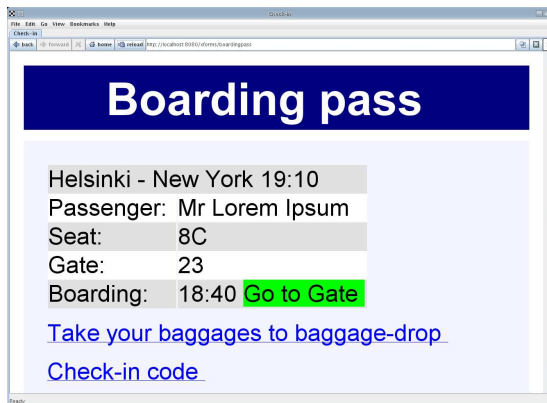 Check-in
File Edit Go View Bookmarks Help
Check-in
back forward home reload http://localhost:8080/xforms/boardingpass
Boarding pass
Helsinki - New York 19:10
Passenger: Mr Lorem Ipsum
Seat: 8C
Gate: 23
Boarding: 18:40 Go to Gate
Take your baggages to baggage-drop
Check-in code
Ready